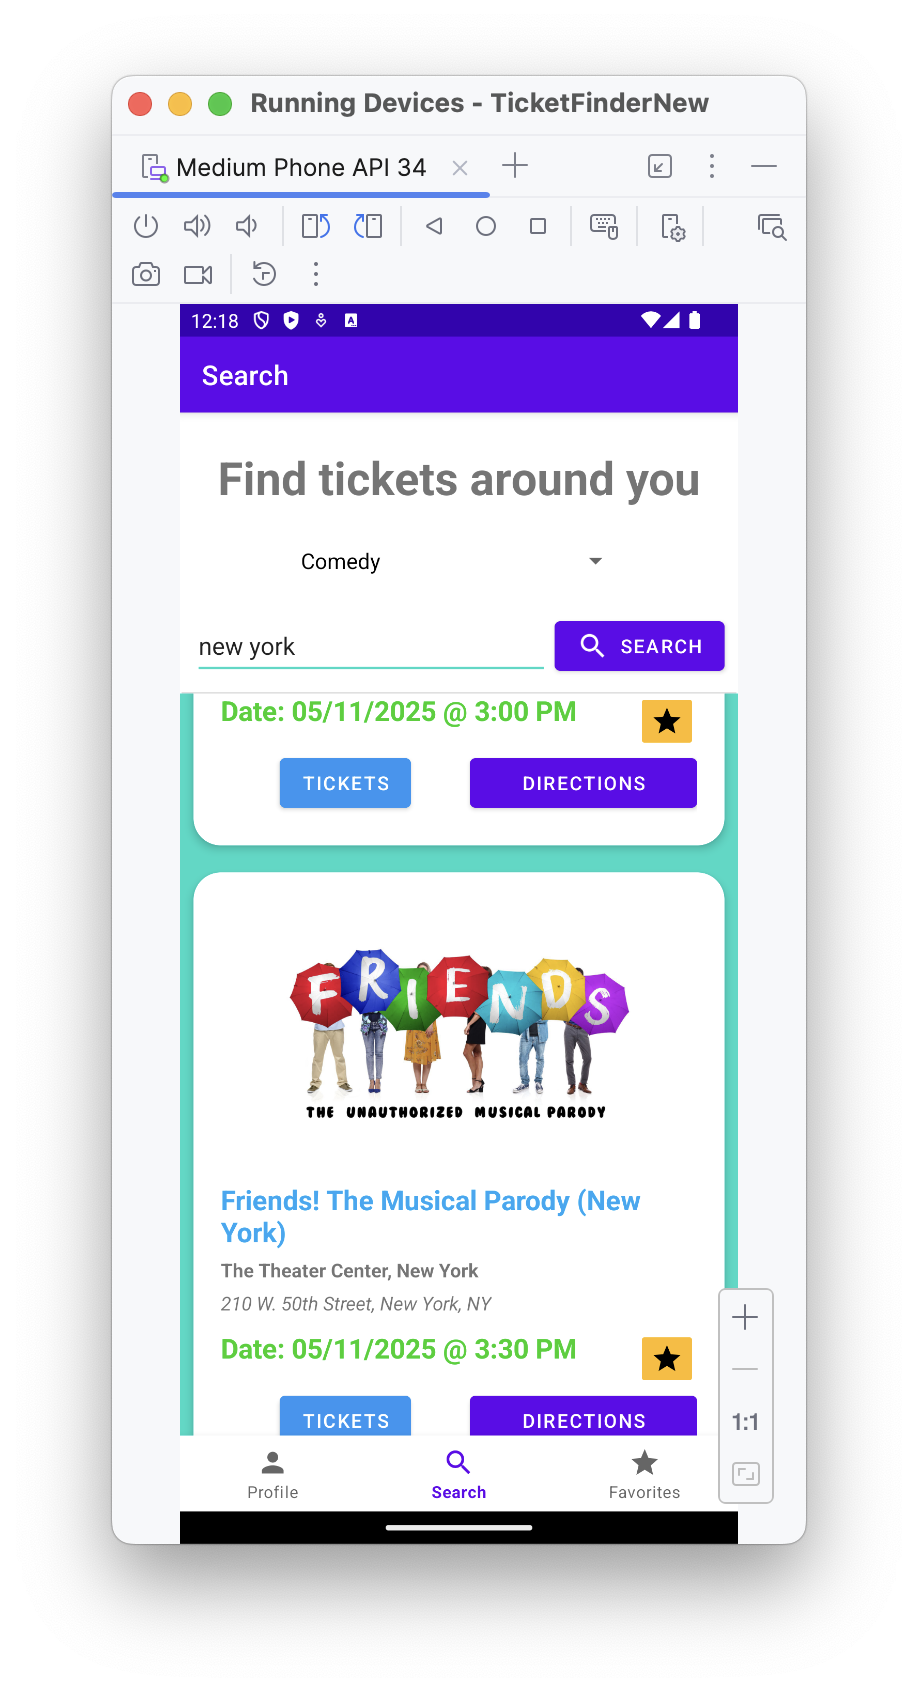 Running Devices - TicketFinderNew
Medium Phone API 34
12:18
A
Search
Find tickets around you
Comedy
new york
SEARCH
Date: 05/11/2025 @ 3:00 PM
TICKETS
DIRECTIONS
FRIENDS
THE UNAUTHORIZED MUSICAL PARODY
Friends! The Musical Parody (New
York)
The Theater Center, New York
210 W. 50th Street, New York, NY
Date: 05/11/2025 @ 3:30 PM
TICKETS
DIRECTIONS
1:1
Profile
Search
Favorites